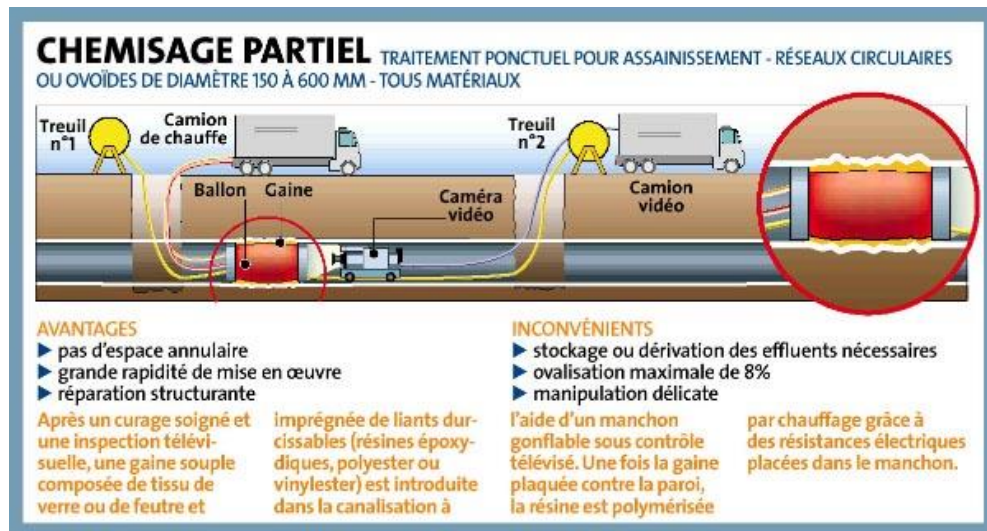 CHEMISAGE PARTIEL TRAITEMENT PONCTUEL POUR ASSAINISSEMENT - RÉSEAUX CIRCULAIRES
OU OVOÏDES DE DIAMÈTRE 150 À 600 MM - TOUS MATÉRIAUX
Treuil
n°1
Camion
de chauffe
Treuil
n°2
Ballon
Gaine
Caméra
vidéo
Camion
vidéo
AVANTAGES
▶ pas d'espace annulaire
▶ grande rapidité de mise en œuvre
▶ réparation structurante
INCONVÉNIENTS
▶ stockage ou dérivation des effluents nécessaires
▶ ovalisation maximale de 8%
▶ manipulation délicate
Après un curage soigné et
une inspection télévi-
suelle, une gaine souple
composée de tissu de
verre ou de feutre et
imprégnée de liants dur-
cissables (résines époxy-
diques, polyester ou
vinylester) est introduite
dans la canalisation à
l'aide d'un manchon
gonflable sous contrôle
télévisé. Une fois la gaine
plaquée contre la paroi,
la résine est polymérisée
par chauffage grâce à
des résistances électriques
placées dans le manchon.